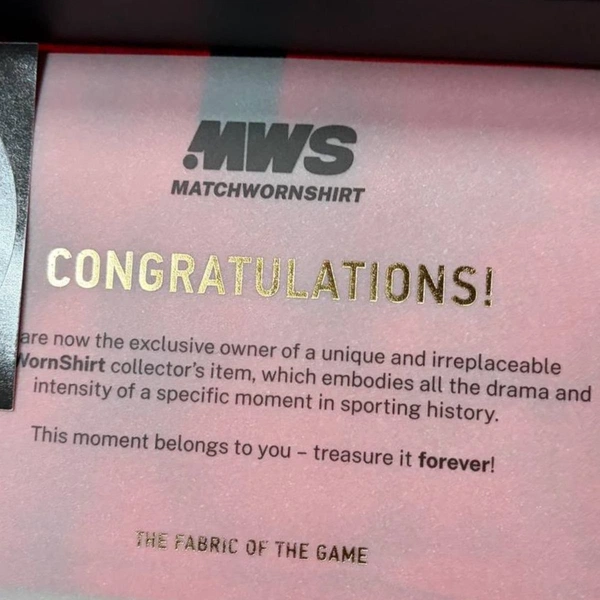 MWS
MATCHWORNSHIRT
CONGRATULATIONS!
are now the exclusive owner of a unique and irreplaceable
WornShirt collector's item, which embodies all the drama and
intensity of a specific moment in sporting history.
This moment belongs to you – treasure it forever!
THE FABRIC OF THE GAME